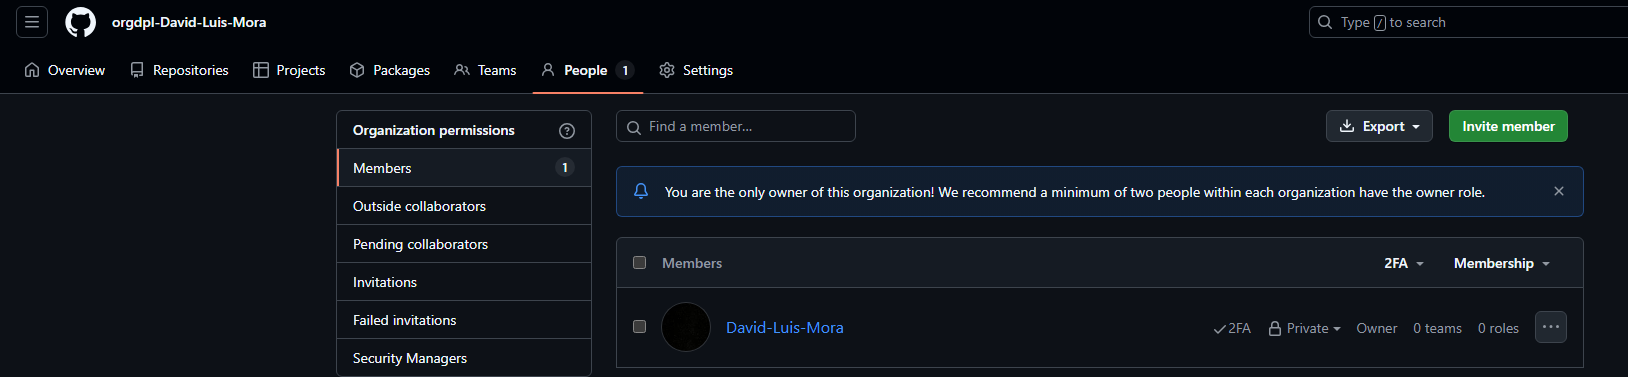 orgdpl-David-Luis-Mora
Type / to search
Overview Repositories Projects Packages Teams People 1 Settings
Organization permissions
Members 1
Outside collaborators
Pending collaborators
Invitations
Failed invitations
Security Managers
Find a member...
Export
Invite member
You are the only owner of this organization! We recommend a minimum of two people within each organization have the owner role.
Members 2FA Membership
David-Luis-Mora 2FA Private Owner 0 teams 0 roles